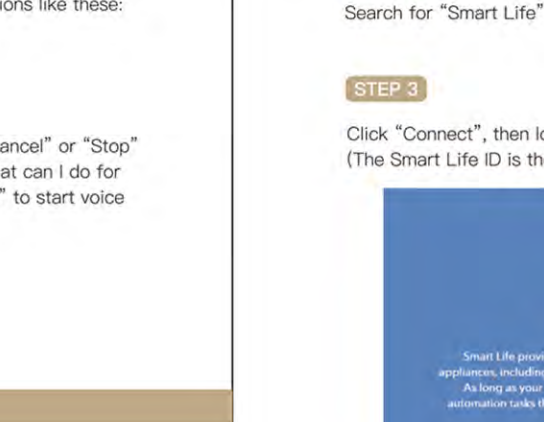 ions like these:
ancel” or “Stop”
at can I do for
” to start voice
Search for “Smart Life”
STEP 3
Click “Connect”, then lo
(The Smart Life ID is th
Smart Life provi
appliances, including
As long as your
automation tasks th